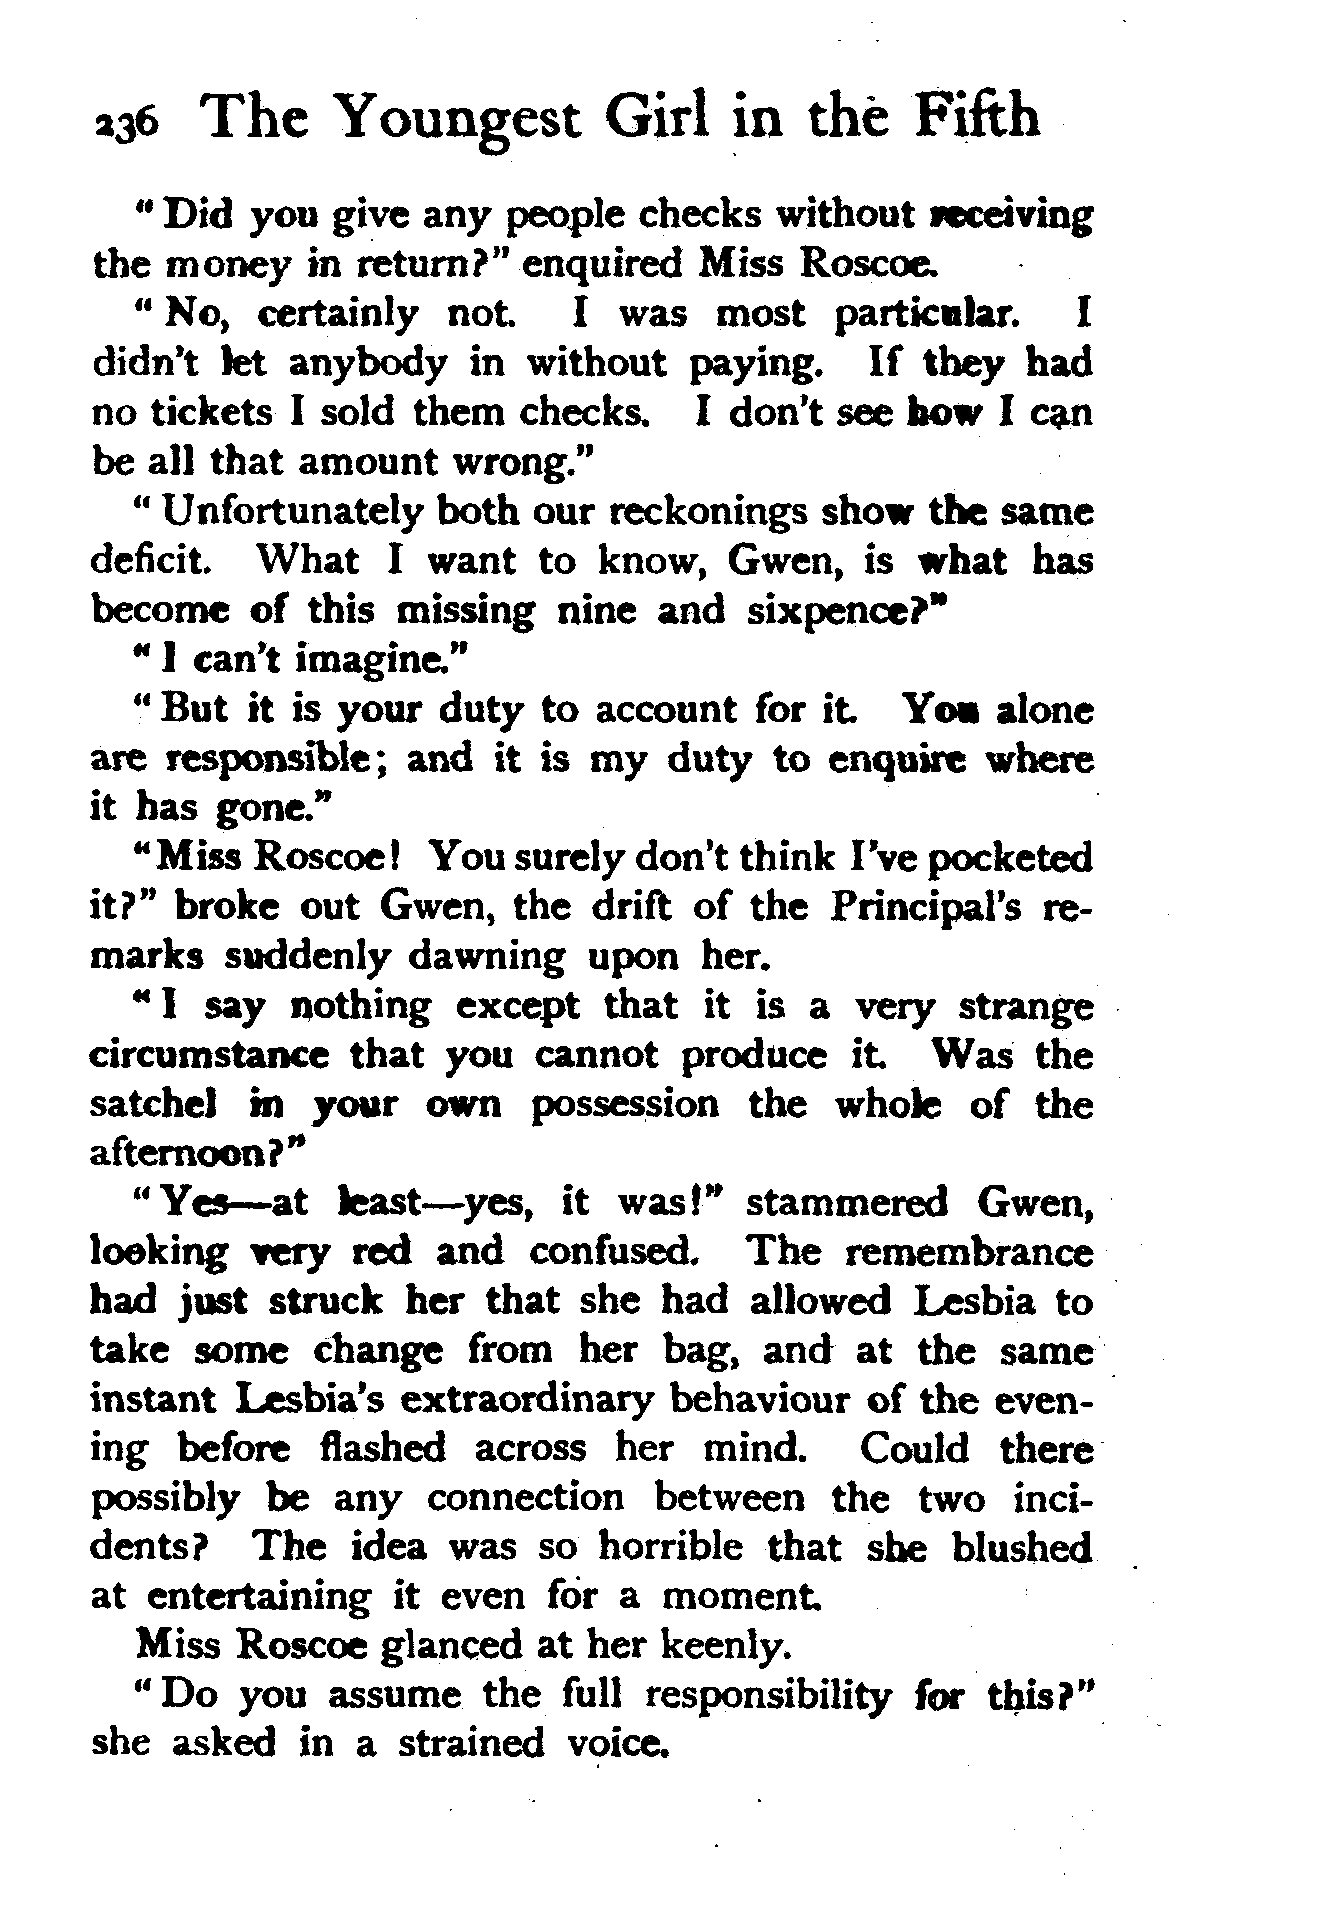 236 The Youngest Girl in the Fifth
“Did you give any people checks without receiving
the money in return?” enquired Miss Roscoe.
“No, certainly not. I was most particular. I
didn't let anybody in without paying. If they had
no tickets I sold them checks. I don't see how I can
be all that amount wrong.”
“Unfortunately both our reckonings show the same
deficit. What I want to know, Gwen, is what has
become of this missing nine and sixpence?”
“I can't imagine.”
“But it is your duty to account for it. You alone
are responsible; and it is my duty to enquire where
it has gone.”
“Miss Roscoe! You surely don't think I've pocketed
it?” broke out Gwen, the drift of the Principal's re-
marks suddenly dawning upon her.
“I say nothing except that it is a very strange
circumstance that you cannot produce it. Was the
satchel in your own possession the whole of the
afternoon?”
“Yes—at least—yes, it was!” stammered Gwen,
looking very red and confused. The remembrance
had just struck her that she had allowed Lesbia to
take some change from her bag, and at the same
instant Lesbia's extraordinary behaviour of the even-
ing before flashed across her mind. Could there
possibly be any connection between the two inci-
dents? The idea was so horrible that she blushed
at entertaining it even for a moment.
Miss Roscoe glanced at her keenly.
“Do you assume the full responsibility for this?”
she asked in a strained voice.